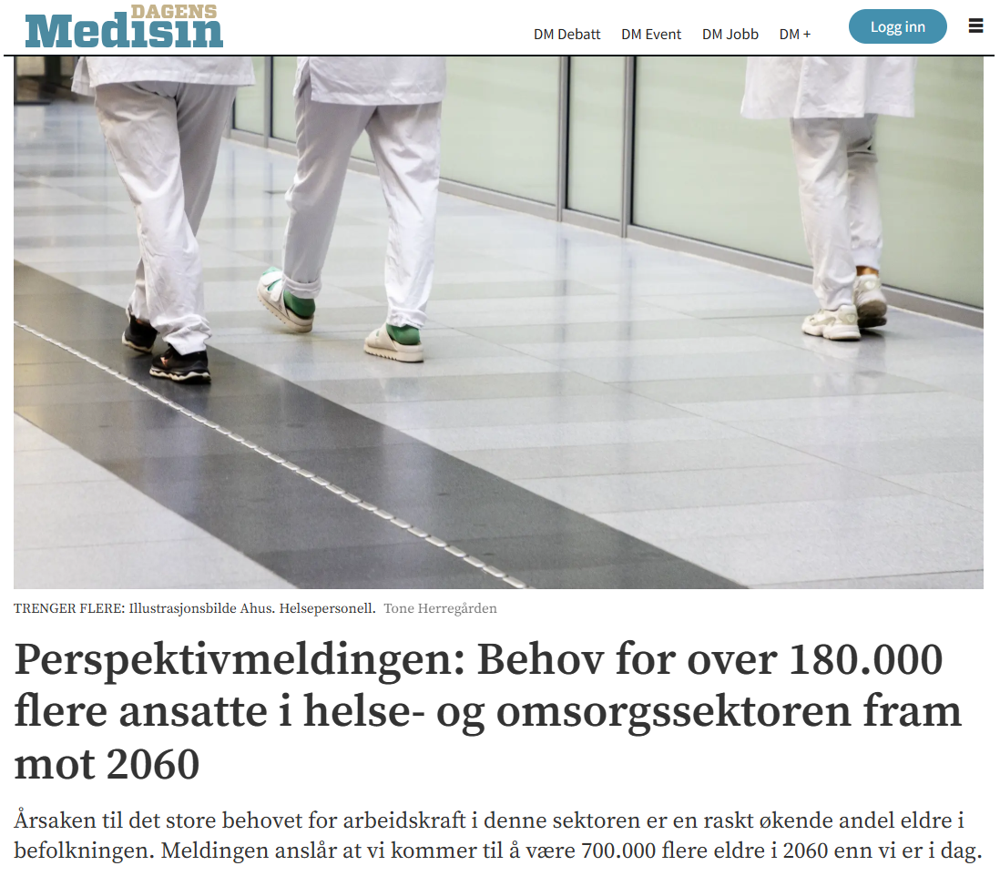 DAGENS
Medisin
DM Debatt DM Event DM Jobb DM + Logg inn
TRENGER FLERE: Illustrasjonsbilde Ahus. Helsepersonell. Tone Herregården
Perspektivmeldingen: Behov for over 180.000
flere ansatte i helse- og omsorgssektoren fram
mot 2060
Årsaken til det store behovet for arbeidskraft i denne sektoren er en raskt økende andel eldre i
befolkningen. Meldingen anslår at vi kommer til å være 700.000 flere eldre i 2060 enn vi er i dag.